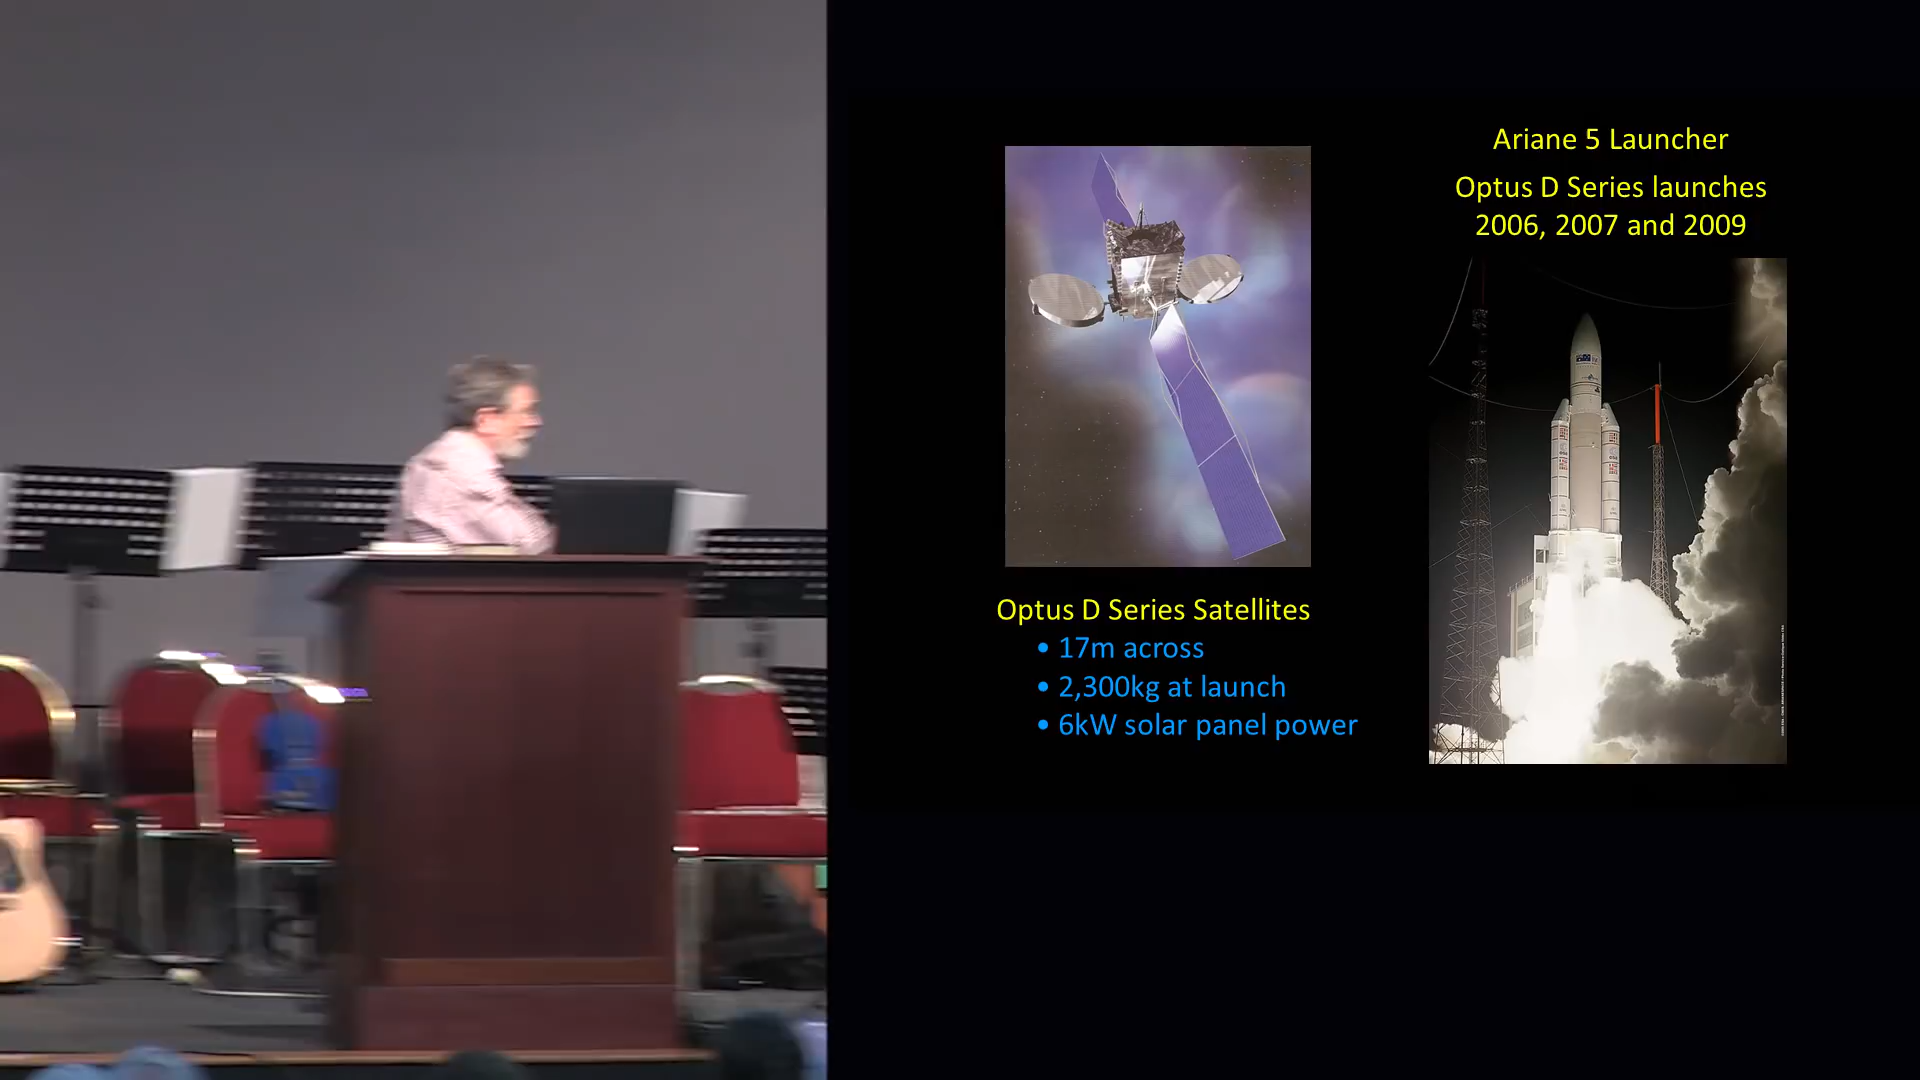 Ariane 5 Launcher
Optus D Series launches
2006, 2007 and 2009
Optus D Series Satellites
• 17m across
• 2,300kg at launch
• 6kW solar panel power